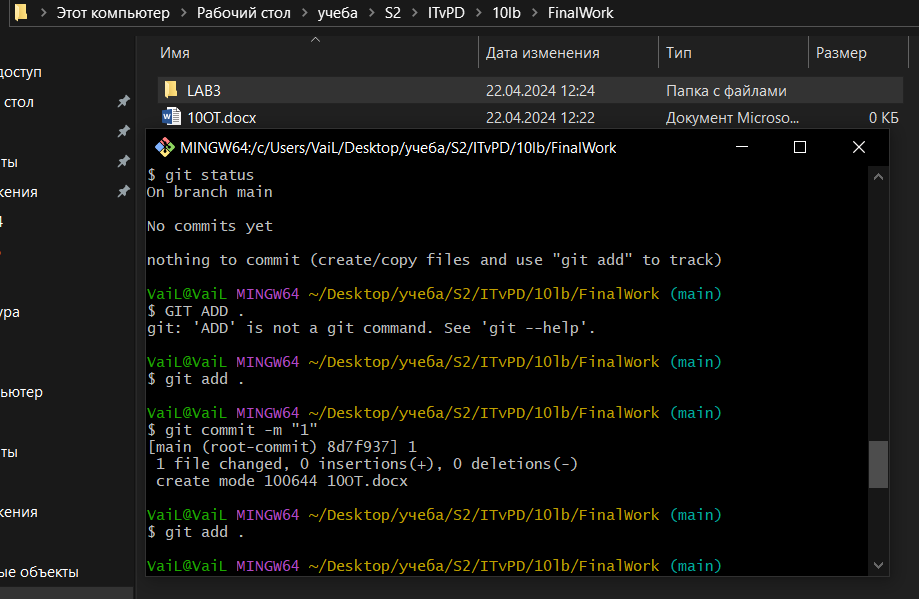 Этот компьютер > Рабочий стол > учеба > S2 > ITvPD > 10lb > FinalWork
Имя Дата изменения Тип Размер
доступ
LAB3 22.04.2024 12:24 Папка с файлами
стол
10OT.docx 22.04.2024 12:22 Документ Microso... 0 КБ
MINGW64:/c/Users/VaiL/Desktop/учеба/S2/ITvPD/10lb/FinalWork
$ git status
On branch main
No commits yet
nothing to commit (create/copy files and use "git add" to track)
VaiL@VaiL MINGW64 ~/Desktop/учеба/S2/ITvPD/10lb/FinalWork (main)
$ GIT ADD .
git: 'ADD' is not a git command. See 'git --help'.
VaiL@VaiL MINGW64 ~/Desktop/учеба/S2/ITvPD/10lb/FinalWork (main)
$ git add .
VaiL@VaiL MINGW64 ~/Desktop/учеба/S2/ITvPD/10lb/FinalWork (main)
$ git commit -m "1"
[main (root-commit) 8d7f937] 1
1 file changed, 0 insertions(+), 0 deletions(-)
create mode 100644 10OT.docx
VaiL@VaiL MINGW64 ~/Desktop/учеба/S2/ITvPD/10lb/FinalWork (main)
$ git add .
VaiL@VaiL MINGW64 ~/Desktop/учеба/S2/ITvPD/10lb/FinalWork (main)
ты
жения
4
ура
ьютер
ты
жения
ые объекты